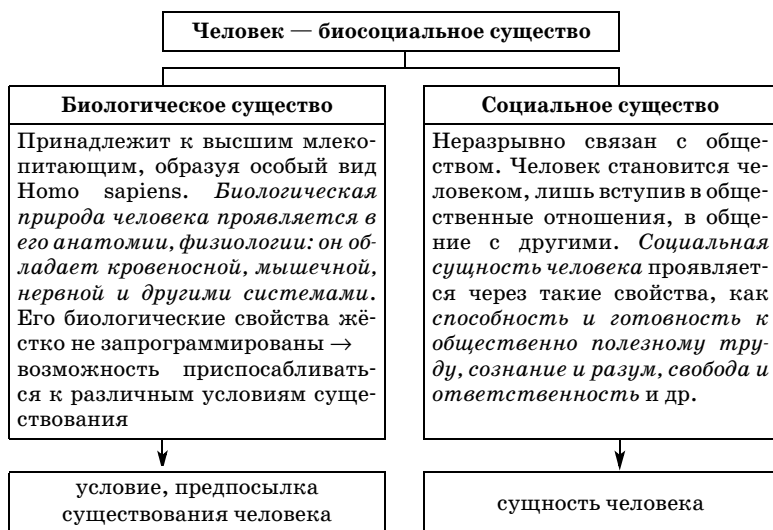 Человек — биосоциальное существо
Биологическое существо
Принадлежит к высшим млеко-
питающим, образуя особый вид
Homo sapiens. Биологическая
природа человека проявляется в
его анатомии, физиологии: он об-
ладает кровеносной, мышечной,
нервной и другими системами.
Его биологические свойства жё-
стко не запрограммированы →
возможность приспосабливать-
ся к различным условиям суще-
ствования
условие, предпосылка
существования человека
Социальное существо
Неразрывно связан с обще-
ством. Человек становится че-
ловеком, лишь вступив в обще-
ственные отношения, в обще-
ние с другими. Социальная
сущность человека проявляет-
ся через такие свойства, как
способность и готовность к
общественно полезному тру-
ду, сознание и разум, свобода и
ответственность и др.
сущность человека